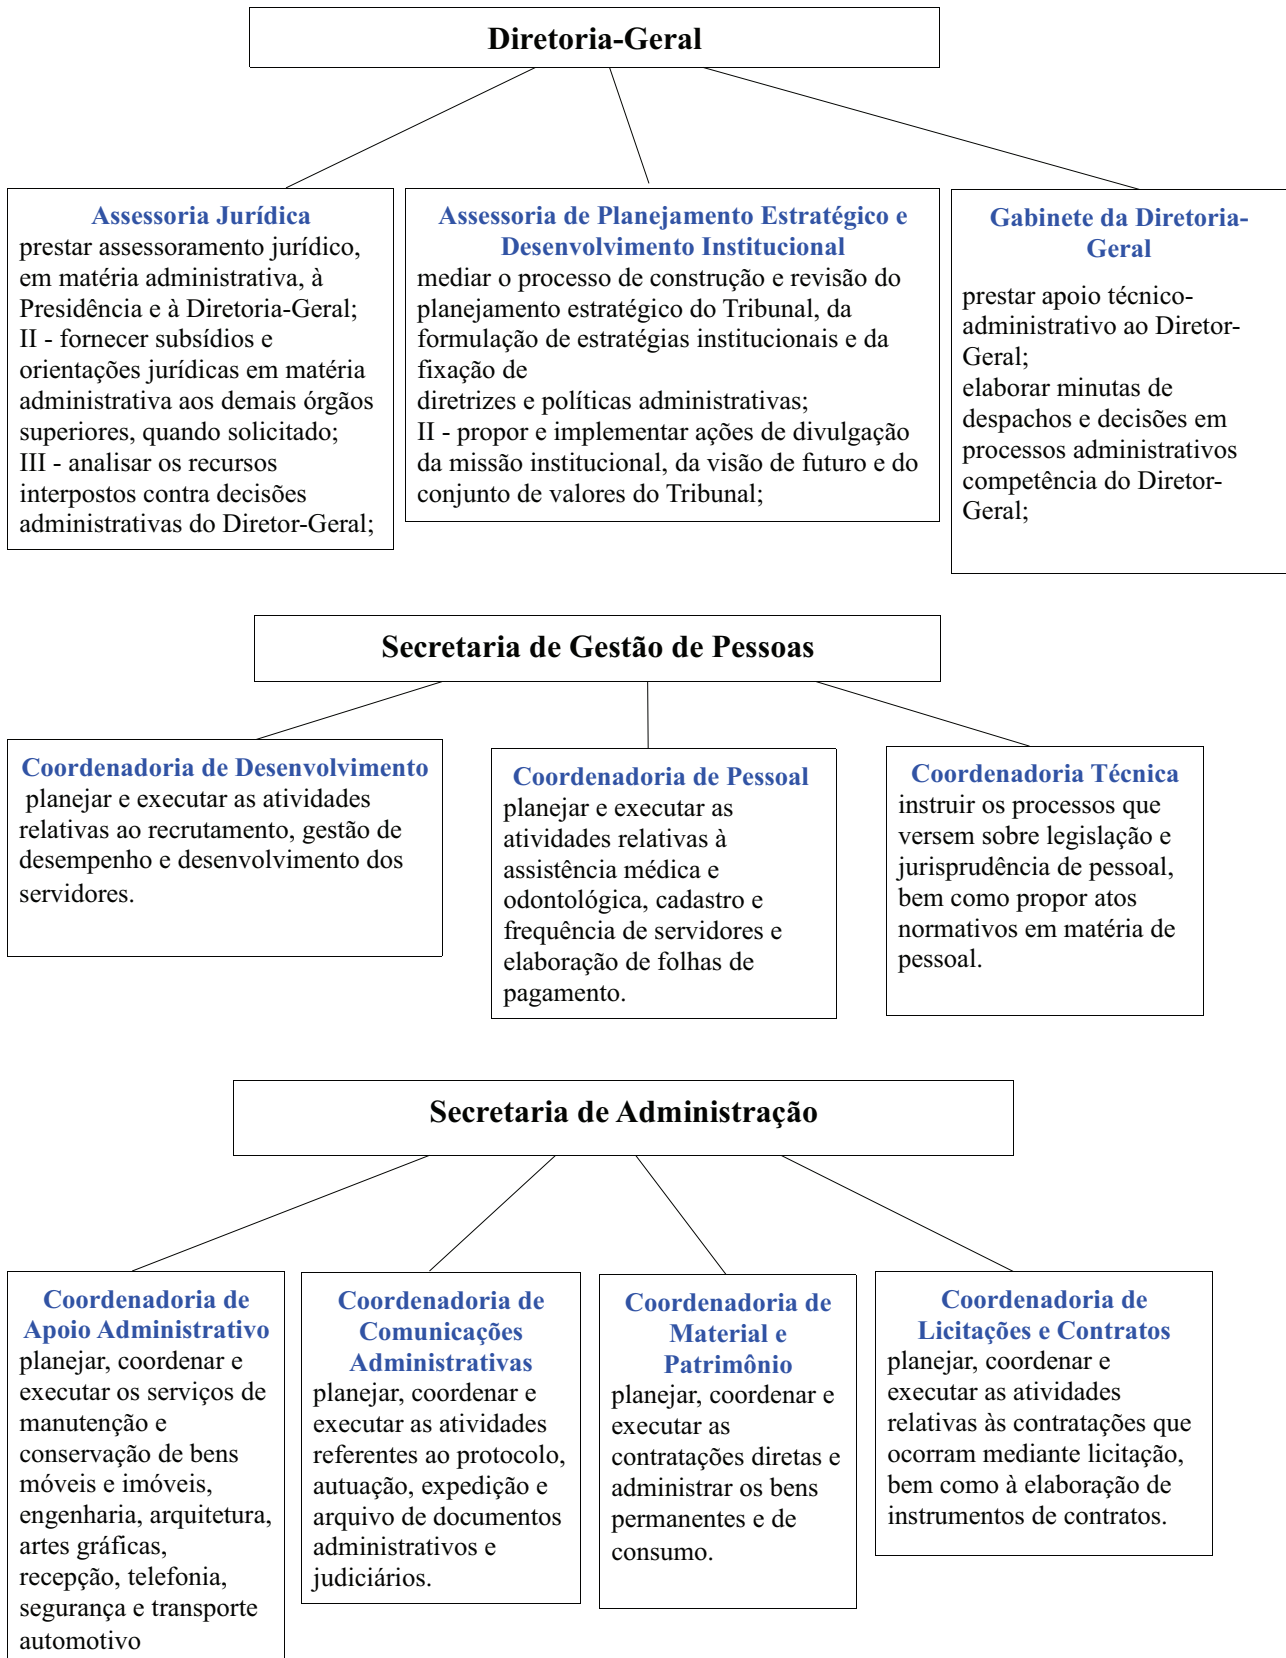 Diretoria-Geral
Assessoria Jurídica
prestar assessoramento jurídico,
em matéria administrativa, à
Presidência e à Diretoria-Geral;
II - fornecer subsídios e
orientações jurídicas em matéria
administrativa aos demais órgãos
superiores, quando solicitado;
III - analisar os recursos
interpostos contra decisões
administrativas do Diretor-Geral;
Assessoria de Planejamento Estratégico e
Desenvolvimento Institucional
mediar o processo de construção e revisão do
planejamento estratégico do Tribunal, da
formulação de estratégias institucionais e da
fixação de
diretrizes e políticas administrativas;
II - propor e implementar ações de divulgação
da missão institucional, da visão de futuro e do
conjunto de valores do Tribunal;
Gabinete da Diretoria-
Geral
prestar apoio técnico-
administrativo ao Diretor-
Geral;
elaborar minutas de
despachos e decisões em
processos administrativos
competência do Diretor-
Geral;
Secretaria de Gestão de Pessoas
Coordenadoria de Desenvolvimento
planejar e executar as atividades
relativas ao recrutamento, gestão de
desempenho e desenvolvimento dos
servidores.
Coordenadoria de Pessoal
planejar e executar as
atividades relativas à
assistência médica e
odontológica, cadastro e
frequência de servidores e
elaboração de folhas de
pagamento.
Coordenadoria Técnica
instruir os processos que
versem sobre legislação e
jurisprudência de pessoal,
bem como propor atos
normativos em matéria de
pessoal.
Secretaria de Administração
Coordenadoria de
Apoio Administrativo
planejar, coordenar e
executar os serviços de
manutenção e
conservação de bens
móveis e imóveis,
engenharia, arquitetura,
artes gráficas,
recepção, telefonia,
segurança e transporte
automotivo
Coordenadoria de
Comunicações
Administrativas
planejar, coordenar e
executar as atividades
referentes ao protocolo,
autuação, expedição e
arquivo de documentos
administrativos e
judiciários.
Coordenadoria de
Material e
Patrimônio
planejar, coordenar e
executar as
contratações diretas e
administrar os bens
permanentes e de
consumo.
Coordenadoria de
Licitações e Contratos
planejar, coordenar e
executar as atividades
relativas às contratações que
ocorram mediante licitação,
bem como à elaboração de
instrumentos de contratos.